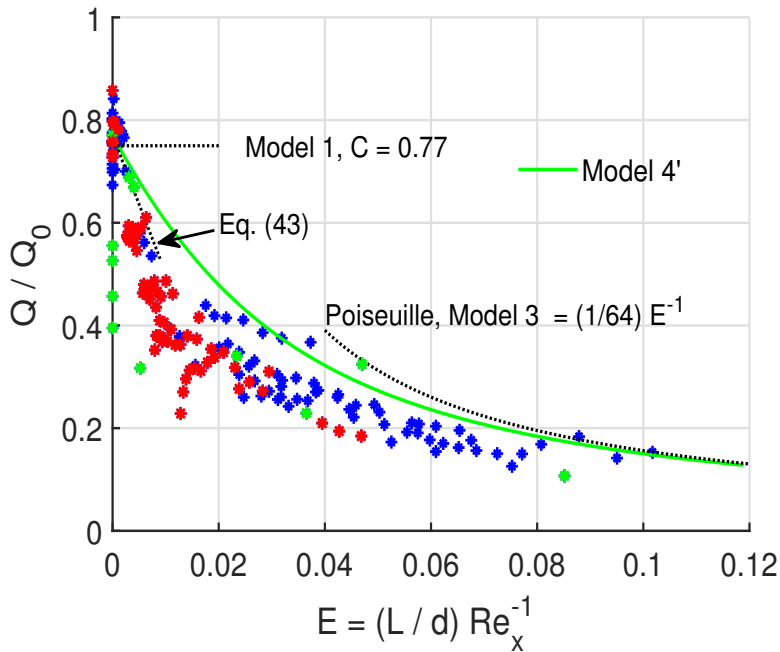 1
0.8
0.6
0.4
0.2
0
Q / Q_0
Model 1, C = 0.77
Model 4'
Eq. (43)
Poiseuille, Model 3 = (1/64) E^-1
0 0.02 0.04 0.06 0.08 0.1 0.12
E = (L / d) Re_x^-1